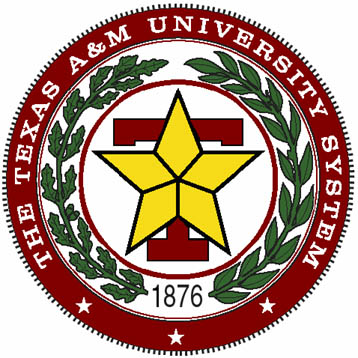 THE TEXAS A&M UNIVERSITY SYSTEM
T
1876